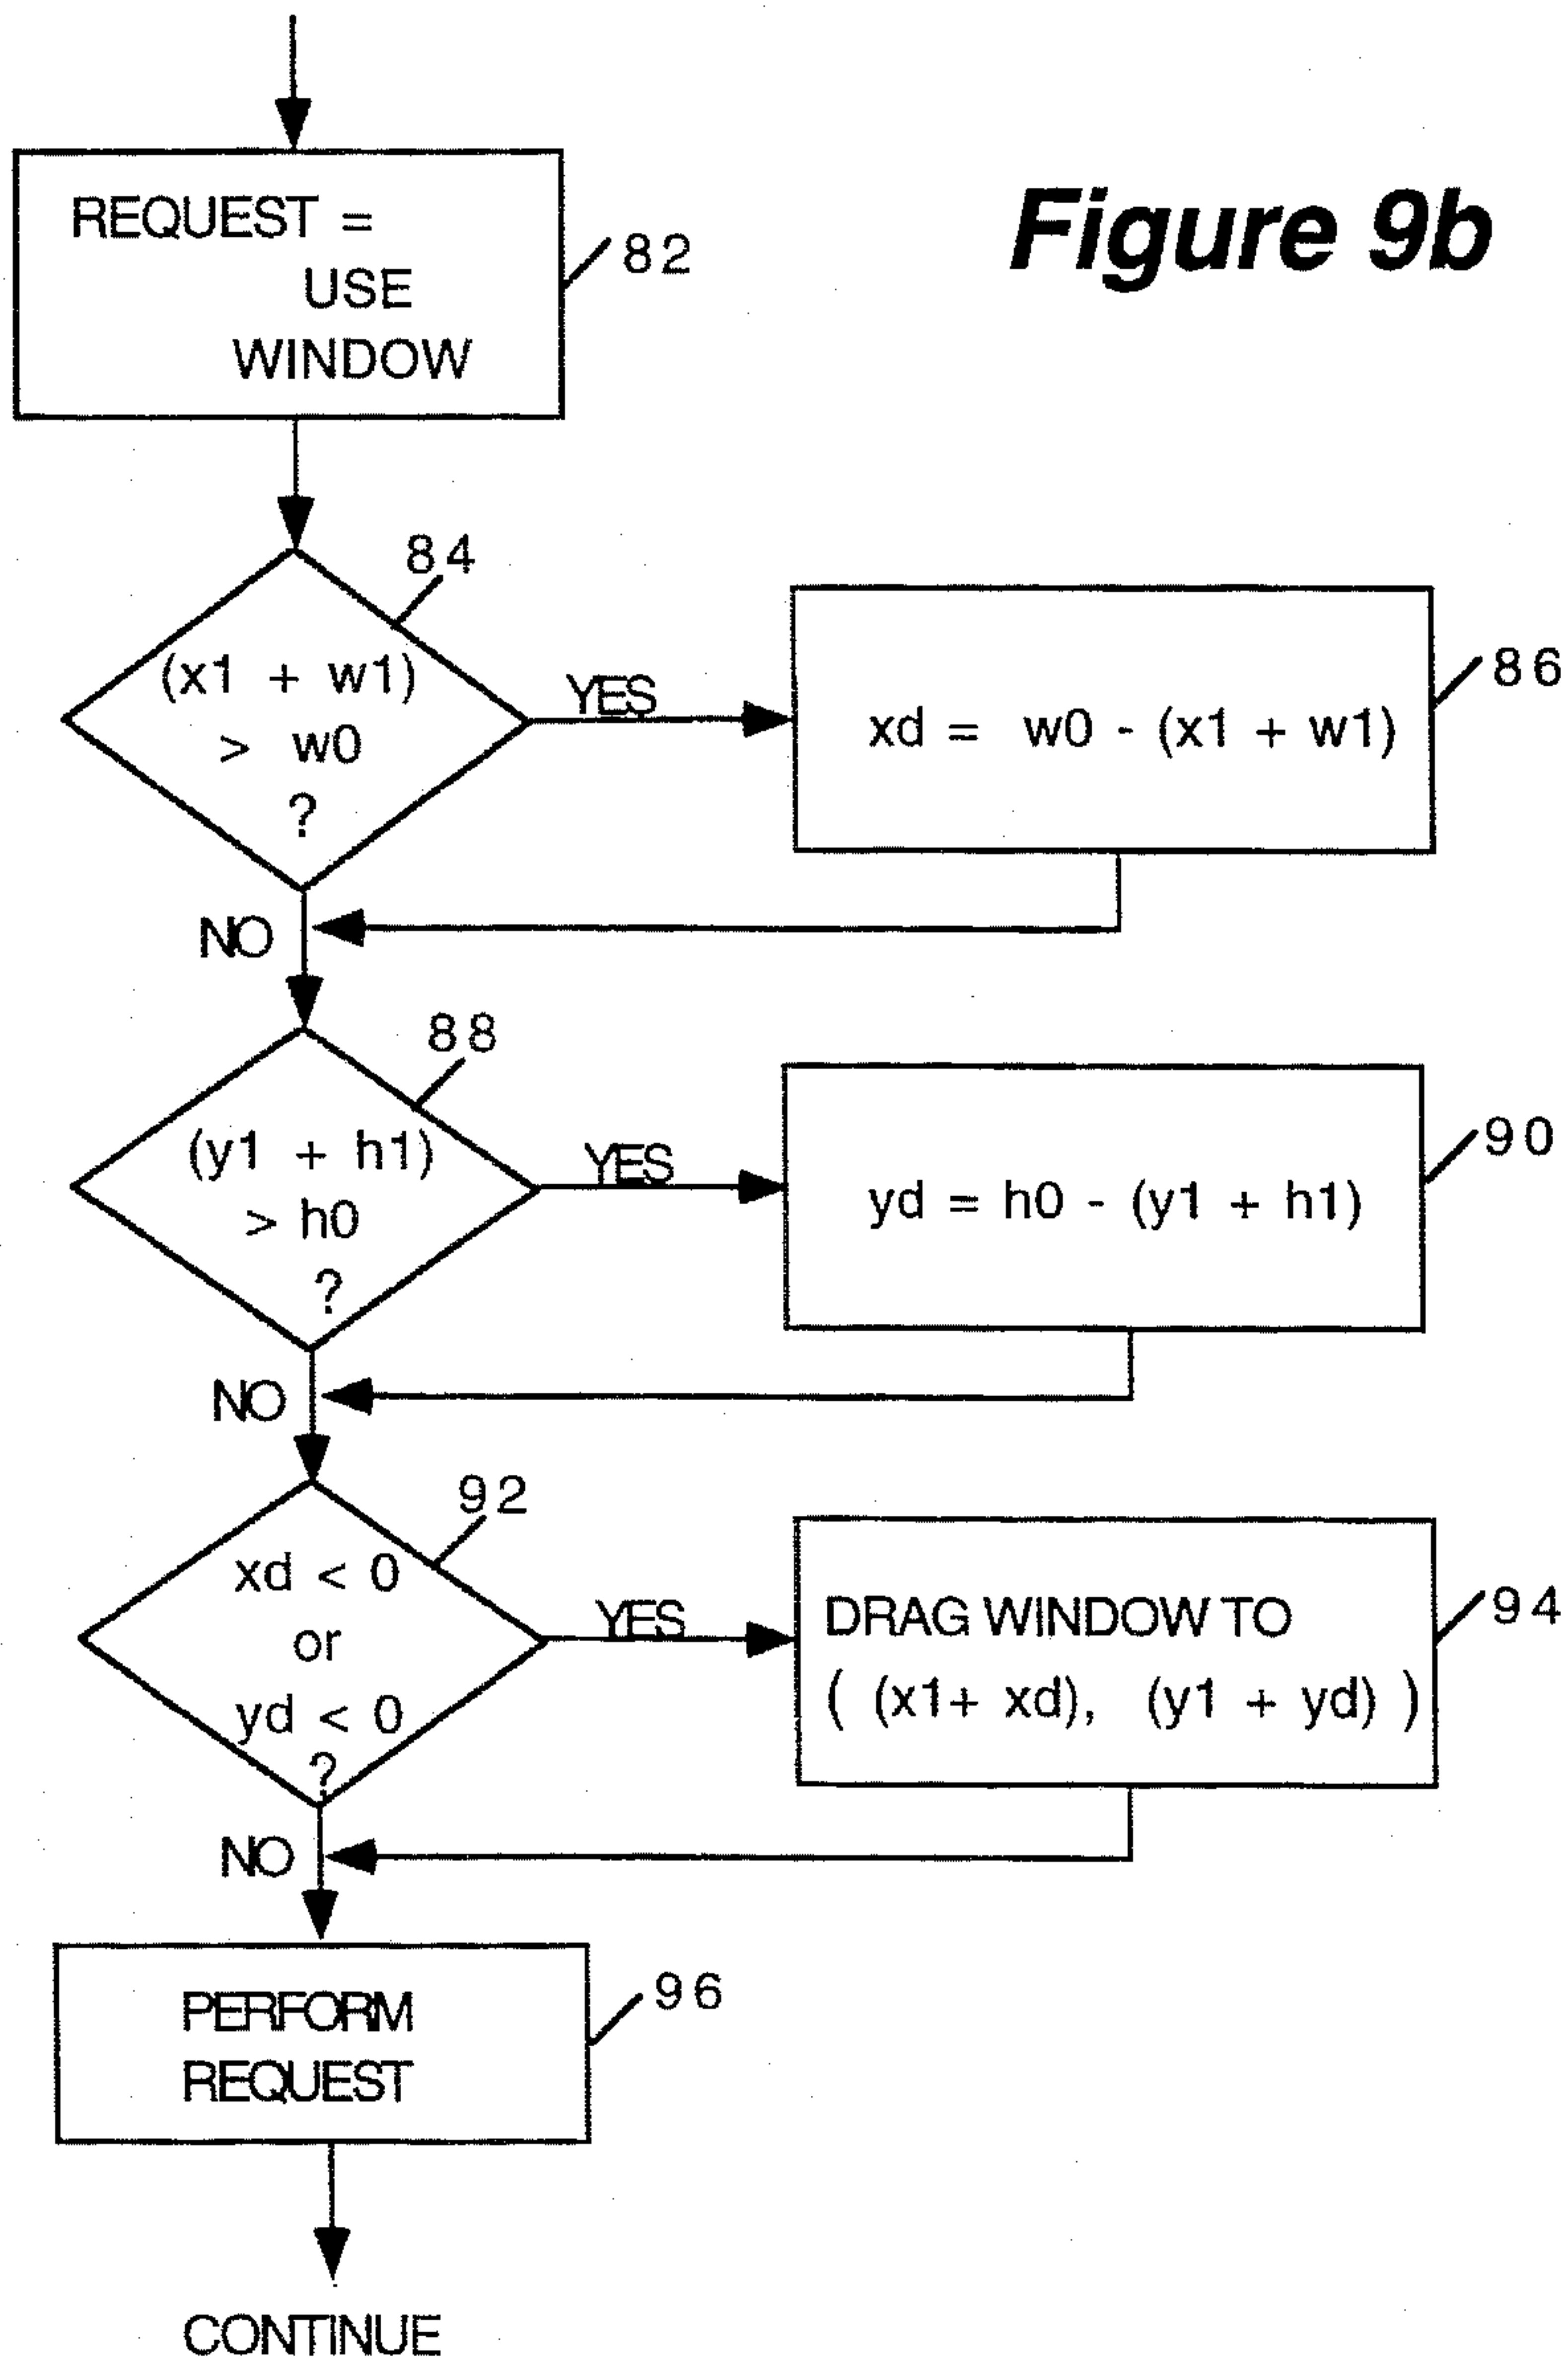 Figure 9b
REQUEST =
USE
WINDOW
82
84
(x1 + w1)
> w0
?
YES
86
xd = w0 - (x1 + w1)
NO
88
(y1 + h1)
> h0
?
YES
90
yd = h0 - (y1 + h1)
NO
92
xd < 0
or
yd < 0
?
YES
94
DRAG WINDOW TO
( (x1+ xd), (y1 + yd) )
NO
PERFORM
REQUEST
96
CONTINUE